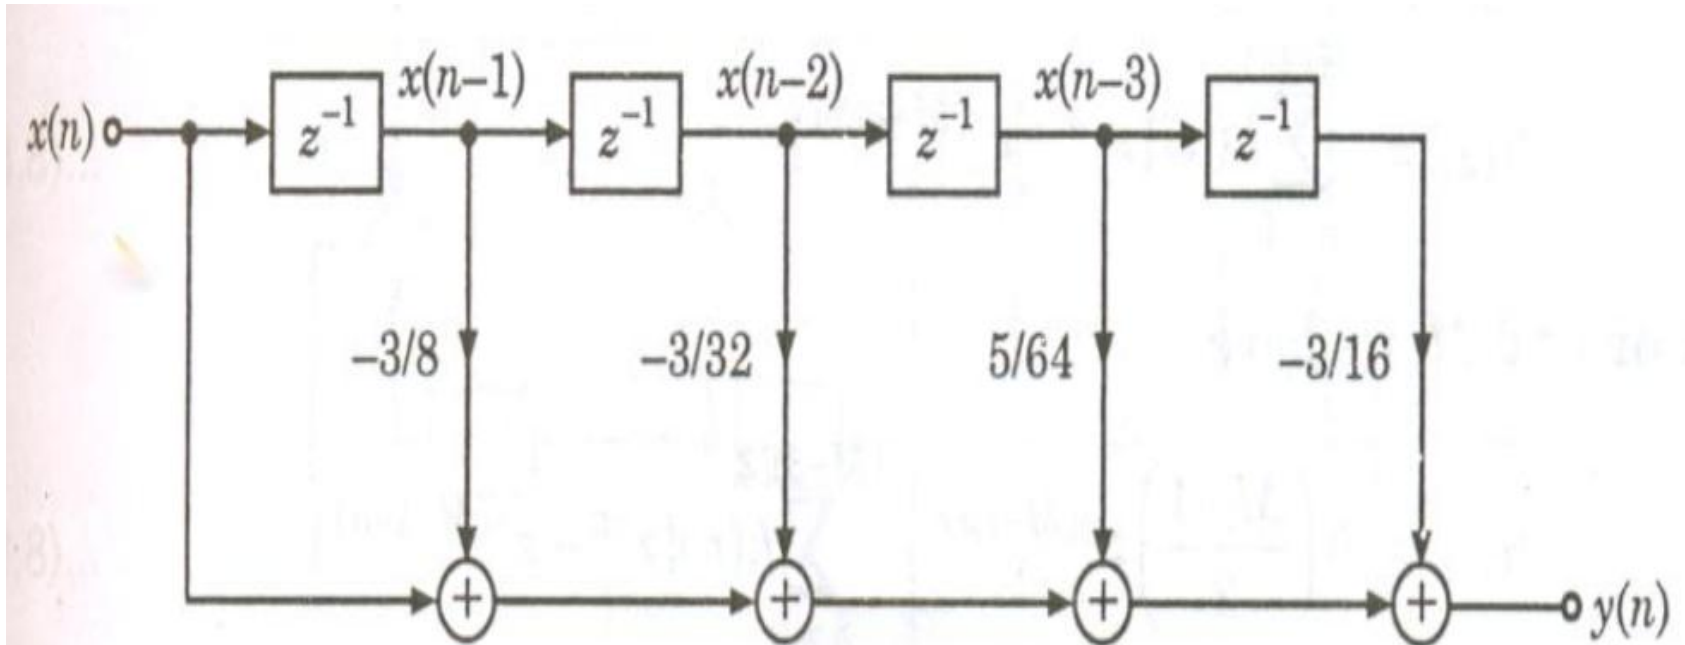 x(n-1) x(n-2) x(n-3)
x(n) z⁻¹ z⁻¹ z⁻¹ z⁻¹
–3/8 –3/32 5/64 –3/16
+ + + + y(n)